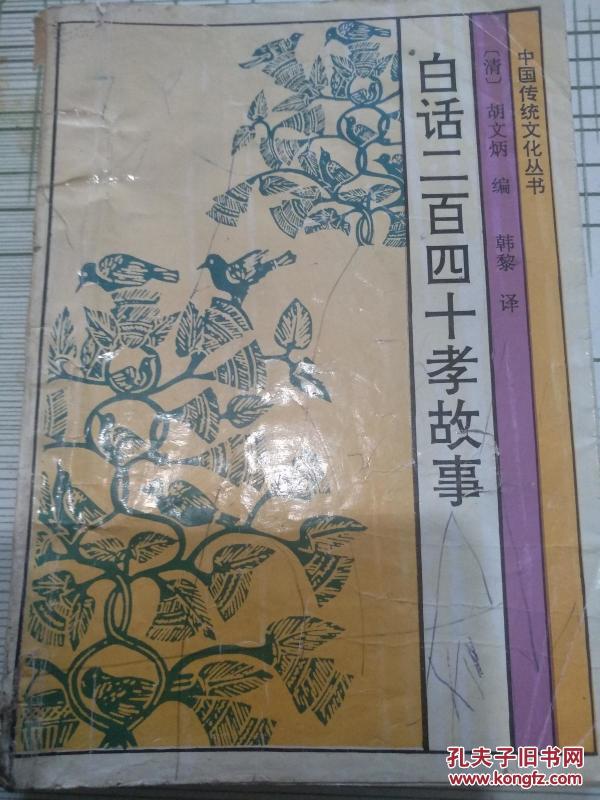 中国传统文化丛书
〔清〕胡文炳 编 韩黎 译
白话二百四十孝故事
孔夫子旧书网
www.kongfz.com